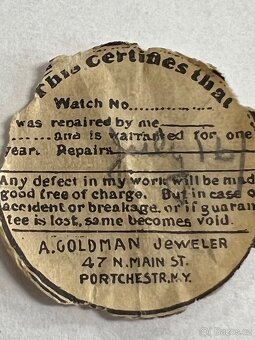 This Certifies that
Watch No
was repaired by me
and is warranted for one
year. Repairs
Any defect in my work will be mad
good free of charge. But in case o
accident or breakage, or if guaran
tee is lost, same becomes void.
A. GOLDMAN JEWELER
47 N. MAIN ST.
PORTCHESTR, N.Y.